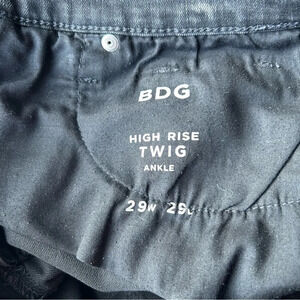 BDG
HIGH RISE
TWIG
ANKLE
29W 29L